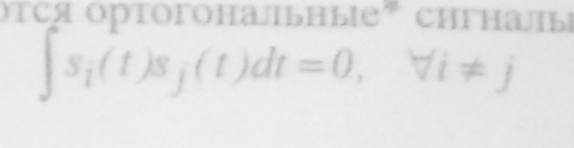 ются ортогональные* сигналы
∫ s_i(t)s_j(t)dt = 0, ∀i ≠ j